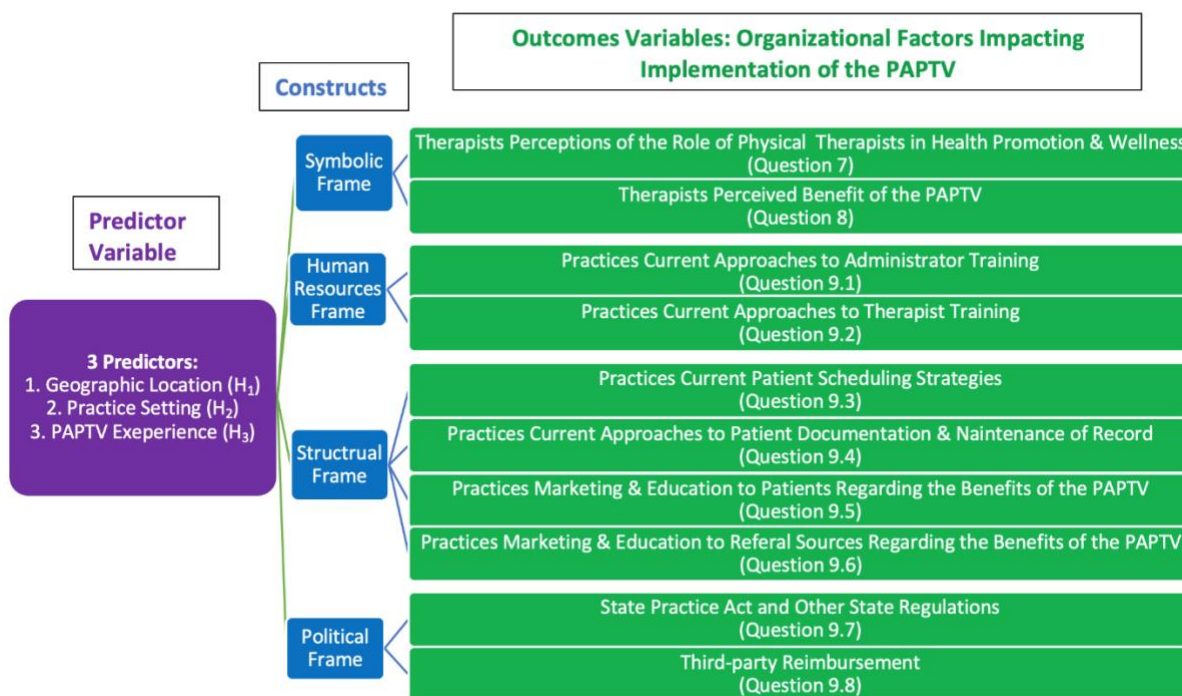 Outcomes Variables: Organizational Factors Impacting
Implementation of the PAPTV
Constructs
Predictor
Variable
3 Predictors:
1. Geographic Location (H₁)
2. Practice Setting (H₂)
3. PAPTV Exeperience (H₃)
Symbolic
Frame
Therapists Perceptions of the Role of Physical Therapists in Health Promotion & Wellness
(Question 7)
Therapists Perceived Benefit of the PAPTV
(Question 8)
Human
Resources
Frame
Practices Current Approaches to Administrator Training
(Question 9.1)
Practices Current Approaches to Therapist Training
(Question 9.2)
Structrual
Frame
Practices Current Patient Scheduling Strategies
(Question 9.3)
Practices Current Approaches to Patient Documentation & Naintenance of Record
(Question 9.4)
Practices Marketing & Education to Patients Regarding the Benefits of the PAPTV
(Question 9.5)
Practices Marketing & Education to Referal Sources Regarding the Benefits of the PAPTV
(Question 9.6)
Political
Frame
State Practice Act and Other State Regulations
(Question 9.7)
Third-party Reimbursement
(Question 9.8)